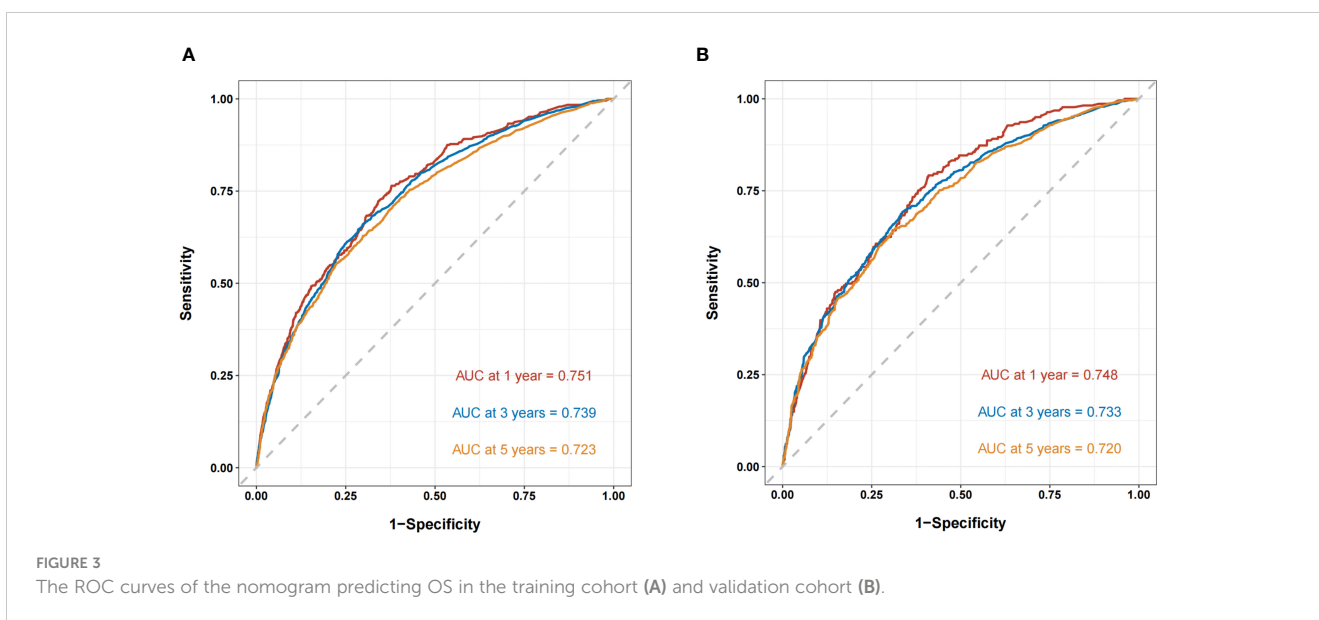 A
1.00
0.75
0.50
0.25
0.00
Sensitivity
AUC at 1 year = 0.751
AUC at 3 years = 0.739
AUC at 5 years = 0.723
0.00 0.25 0.50 0.75 1.00
1−Specificity
B
1.00
0.75
0.50
0.25
0.00
Sensitivity
AUC at 1 year = 0.748
AUC at 3 years = 0.733
AUC at 5 years = 0.720
0.00 0.25 0.50 0.75 1.00
1−Specificity
FIGURE 3
The ROC curves of the nomogram predicting OS in the training cohort (A) and validation cohort (B).